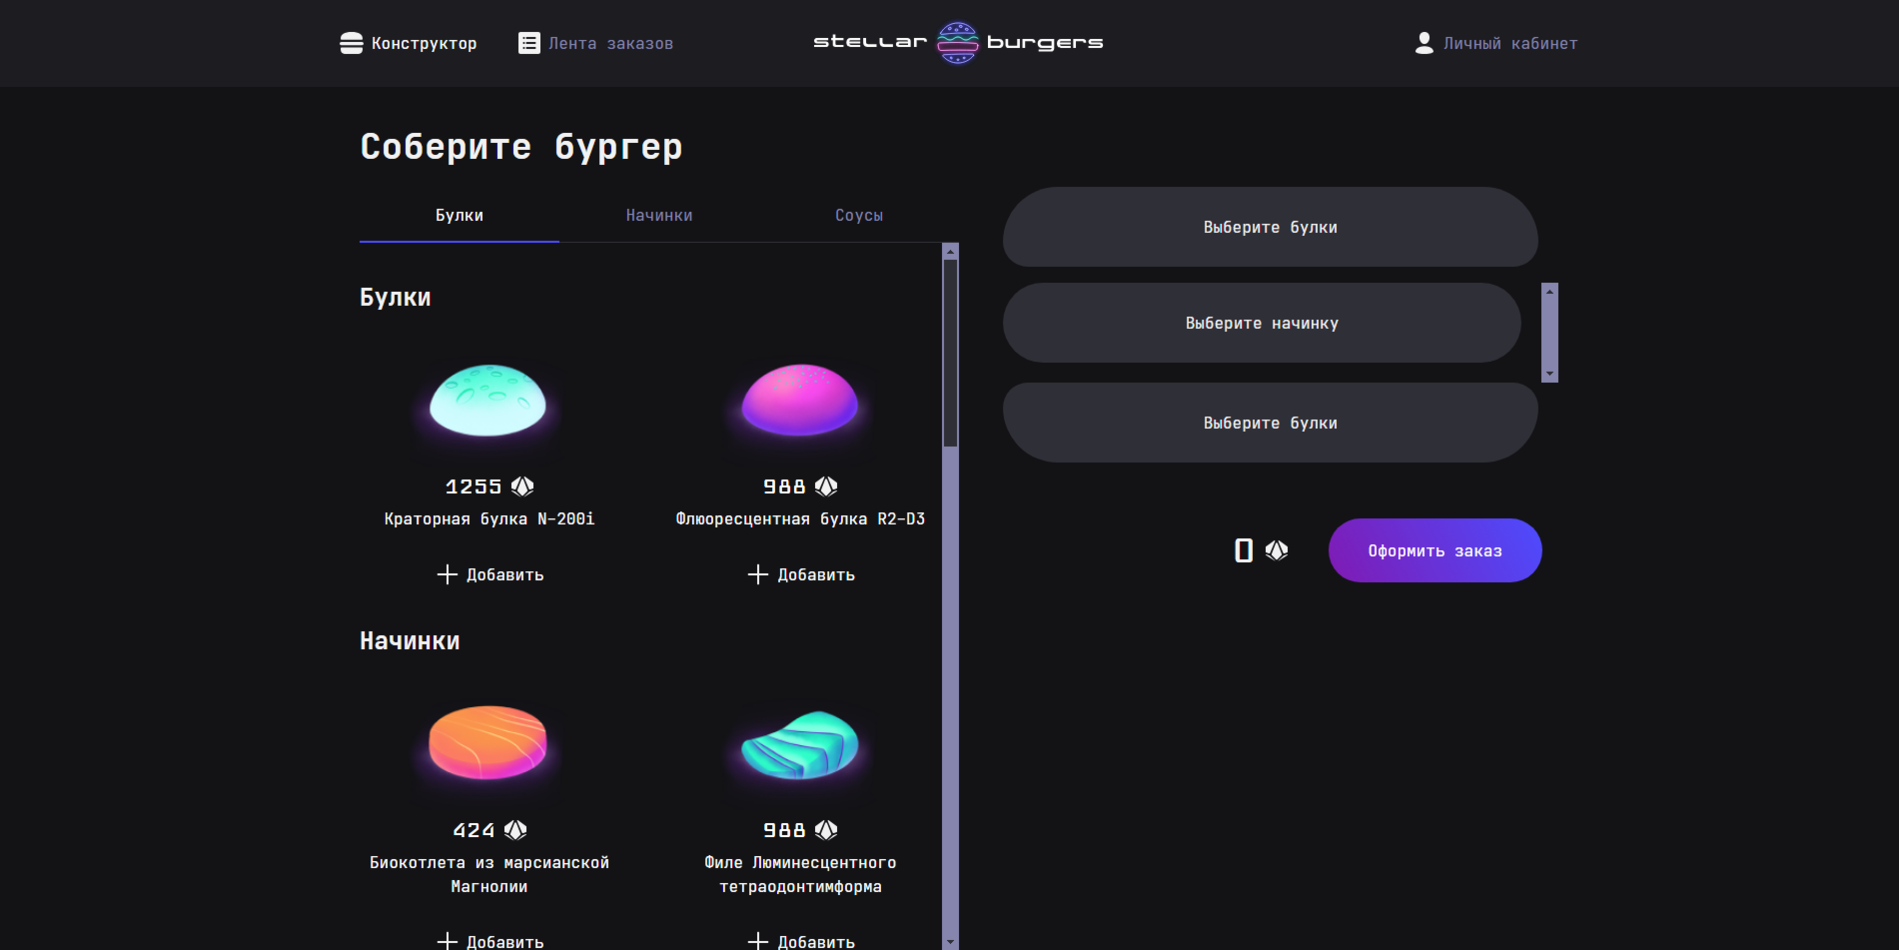 Конструктор
Лента заказов
stellar burgers
Личный кабинет
Соберите бургер
Булки
Начинки
Соусы
Булки
1255
Краторная булка N-200i
Добавить
988
Флюоресцентная булка R2-D3
Добавить
Начинки
424
Биокотлета из марсианской
Магнолии
Добавить
988
Филе Люминесцентного
тетраодонтимформа
Добавить
Выберите булки
Выберите начинку
Выберите булки
0
Оформить заказ